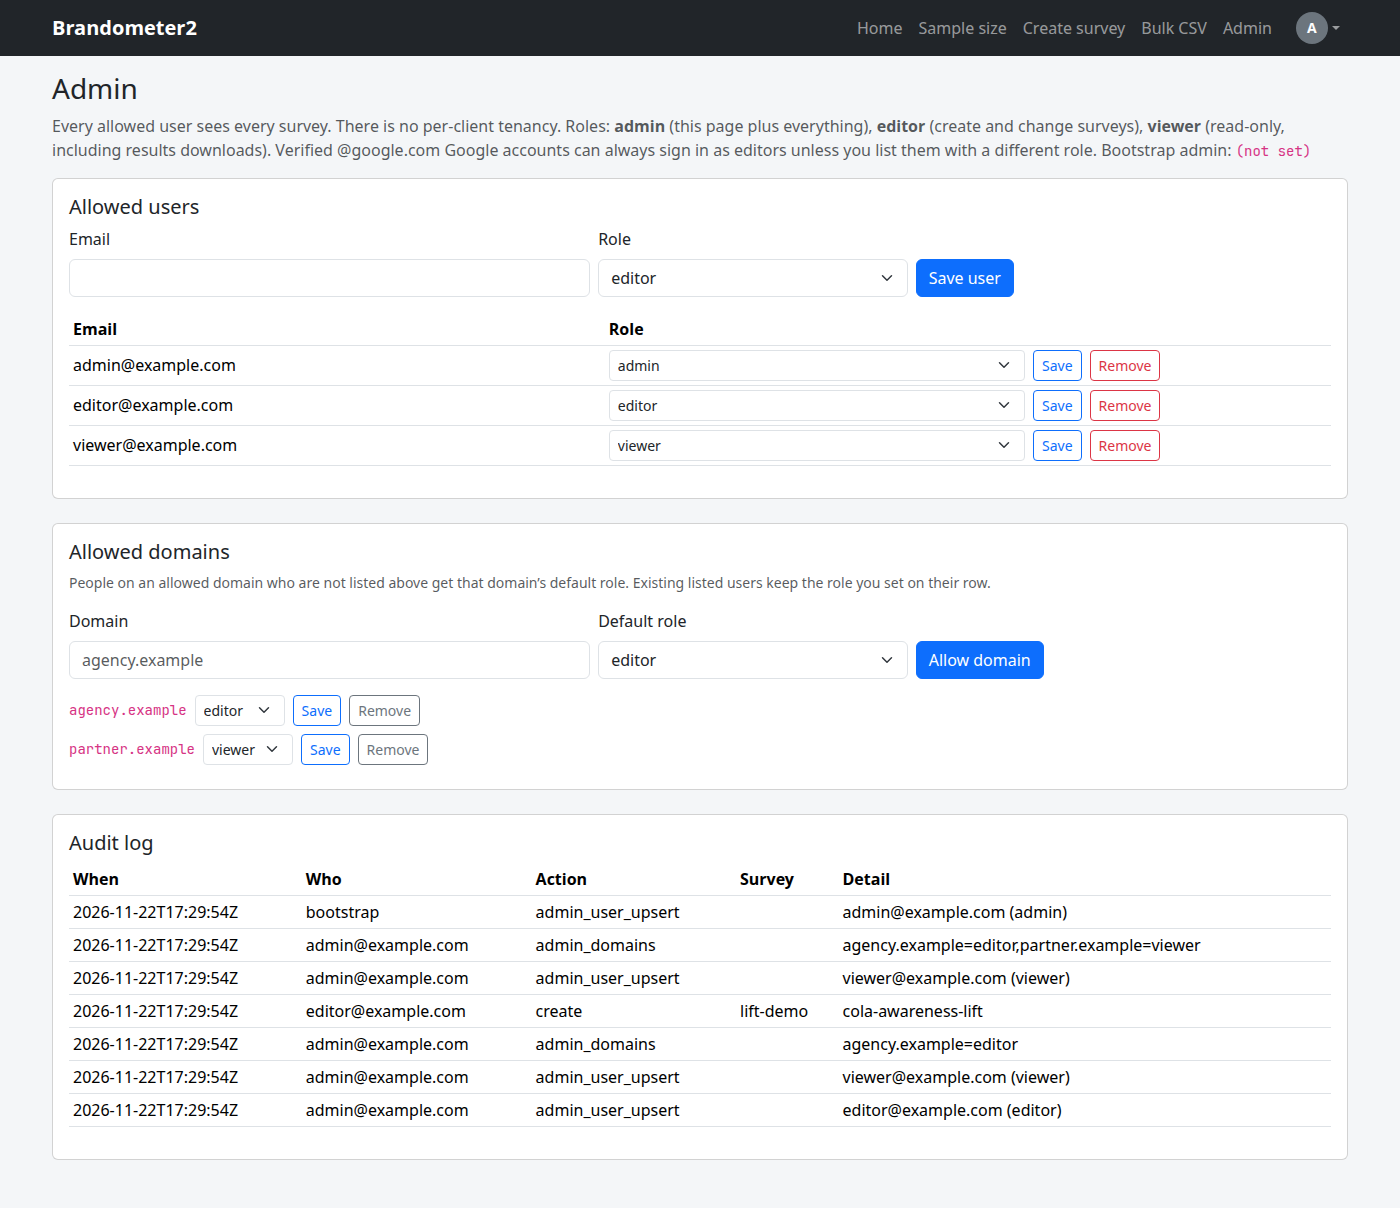 Brandometer2
Home Sample size Create survey Bulk CSV Admin A
Admin
Every allowed user sees every survey. There is no per-client tenancy. Roles: admin (this page plus everything), editor (create and change surveys), viewer (read-only,
including results downloads). Verified @google.com Google accounts can always sign in as editors unless you list them with a different role. Bootstrap admin: (not set)
Allowed users
Email Role
editor Save user
Email Role
admin@example.com admin Save Remove
editor@example.com editor Save Remove
viewer@example.com viewer Save Remove
Allowed domains
People on an allowed domain who are not listed above get that domain’s default role. Existing listed users keep the role you set on their row.
Domain Default role
agency.example editor Allow domain
agency.example editor Save Remove
partner.example viewer Save Remove
Audit log
When Who Action Survey Detail
2026-11-22T17:29:54Z bootstrap admin_user_upsert admin@example.com (admin)
2026-11-22T17:29:54Z admin@example.com admin_domains agency.example=editor,partner.example=viewer
2026-11-22T17:29:54Z admin@example.com admin_user_upsert viewer@example.com (viewer)
2026-11-22T17:29:54Z editor@example.com create lift-demo cola-awareness-lift
2026-11-22T17:29:54Z admin@example.com admin_domains agency.example=editor
2026-11-22T17:29:54Z admin@example.com admin_user_upsert viewer@example.com (viewer)
2026-11-22T17:29:54Z admin@example.com admin_user_upsert editor@example.com (editor)